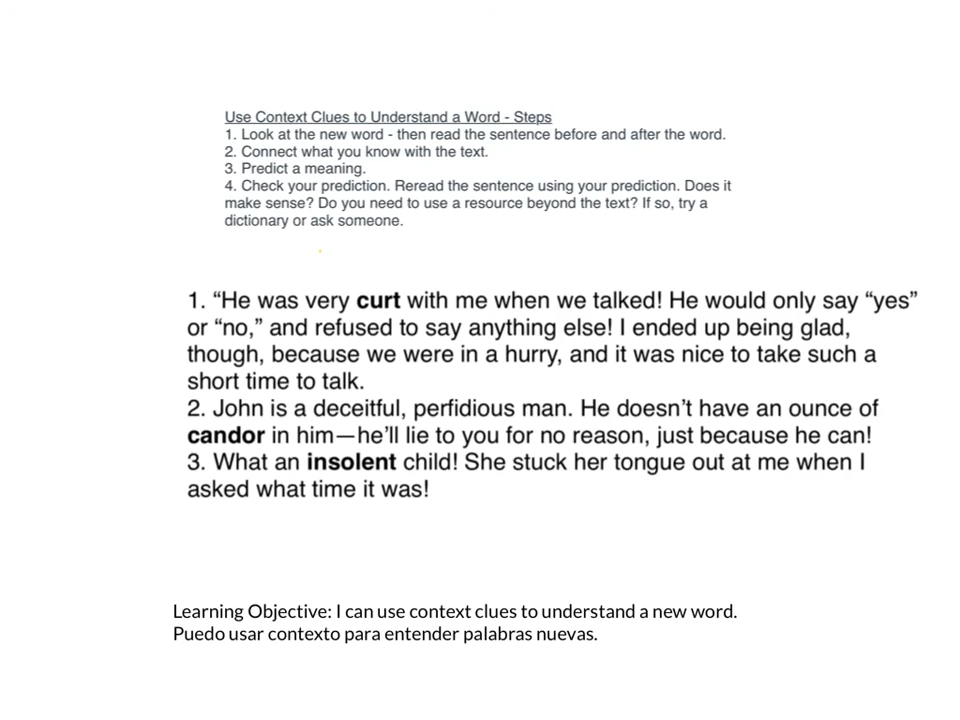 Use Context Clues to Understand a Word - Steps
1. Look at the new word - then read the sentence before and after the word.
2. Connect what you know with the text.
3. Predict a meaning.
4. Check your prediction. Reread the sentence using your prediction. Does it
make sense? Do you need to use a resource beyond the text? If so, try a
dictionary or ask someone.
1. “He was very curt with me when we talked! He would only say “yes”
or “no,” and refused to say anything else! I ended up being glad,
though, because we were in a hurry, and it was nice to take such a
short time to talk.
2. John is a deceitful, perfidious man. He doesn’t have an ounce of
candor in him—he’ll lie to you for no reason, just because he can!
3. What an insolent child! She stuck her tongue out at me when I
asked what time it was!
Learning Objective: I can use context clues to understand a new word.
Puedo usar contexto para entender palabras nuevas.